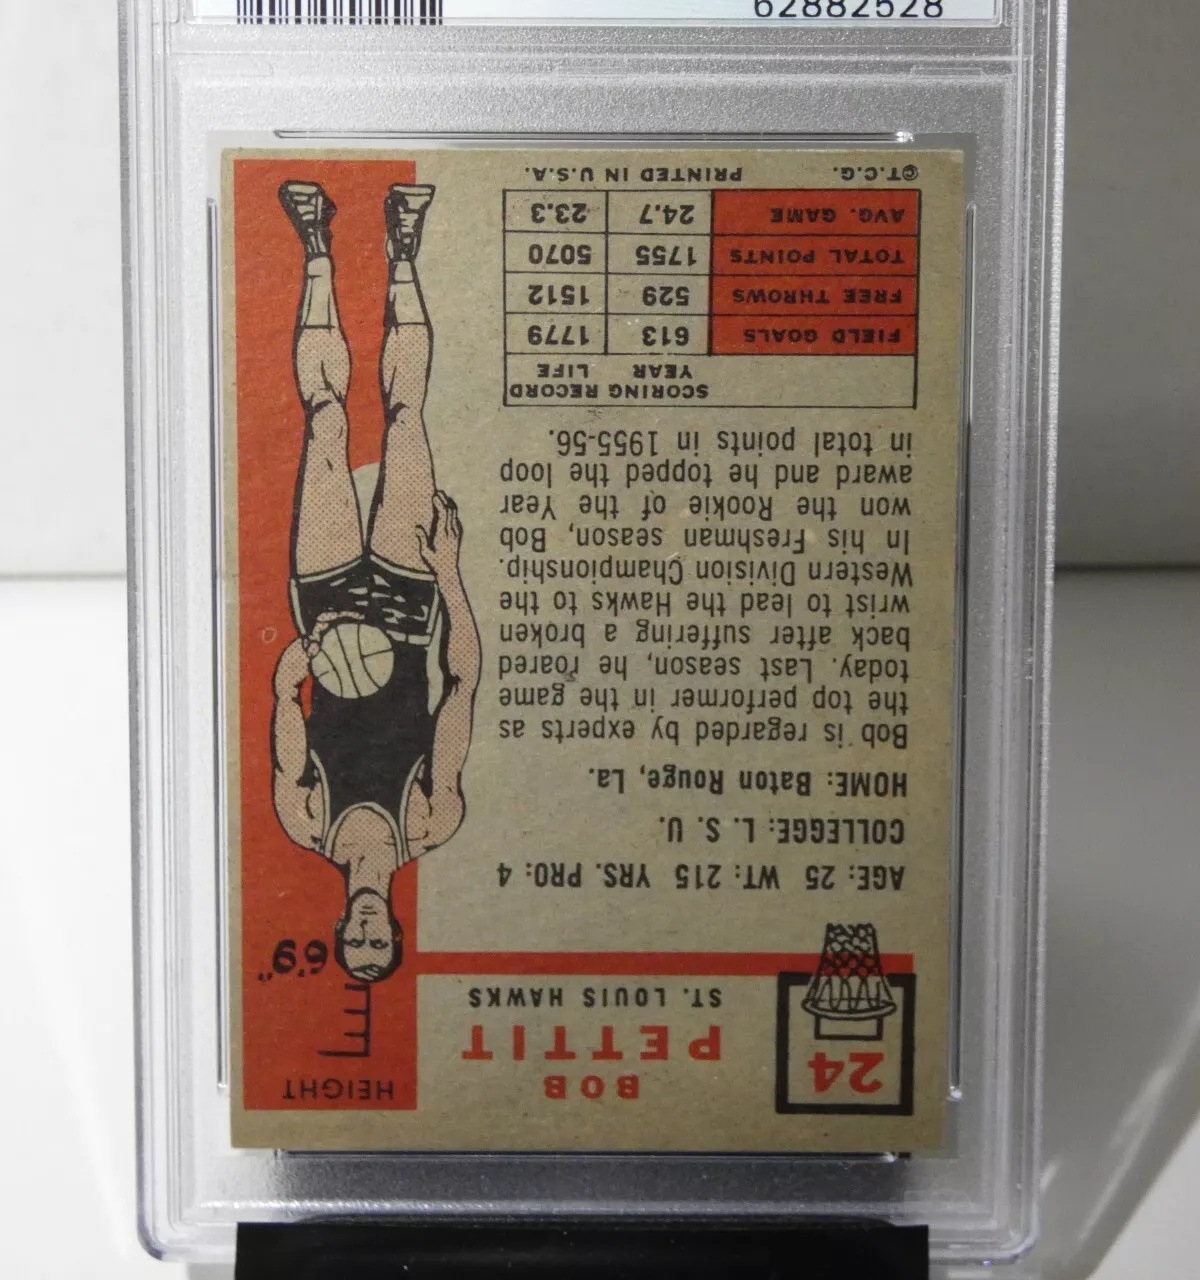 62882528
24
BOB
PETTIT
ST. LOUIS HAWKS
HEIGHT
6'9"
AGE: 25 WT: 215 YRS. PRO: 4
COLLEGGE: L. S. U.
HOME: Baton Rouge, La.
Bob is regarded by experts as
the top performer in the game
today. Last season, he roared
back after suffering a broken
wrist to lead the Hawks to the
Western Division Championship.
In his Freshman season, Bob
won the Rookie of the Year
award and he topped the loop
in total points in 1955-56.
SCORING RECORD
YEAR LIFE
FIELD GOALS 613 1779
FREE THROWS 529 1512
TOTAL POINTS 1755 5070
AVG. GAME 24.7 23.3
©T.C.G. PRINTED IN U.S.A.